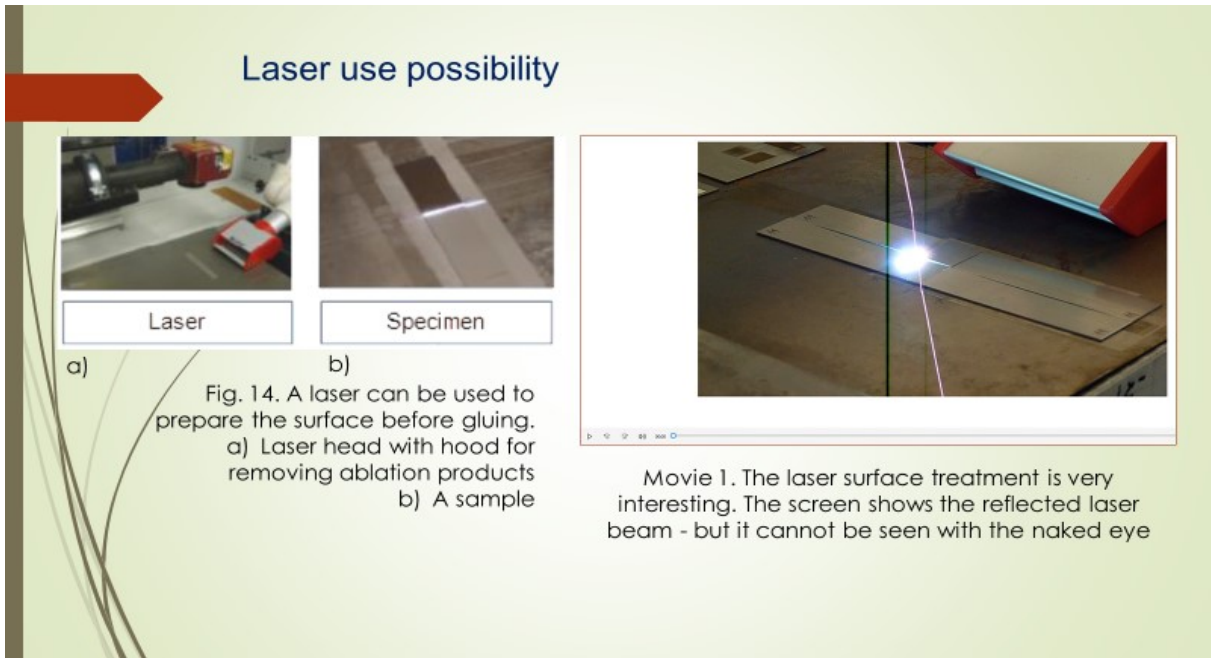 Laser use possibility
Laser
Specimen
a)
b)
Fig. 14. A laser can be used to
prepare the surface before gluing.
a) Laser head with hood for
removing ablation products
b) A sample
Movie 1. The laser surface treatment is very
interesting. The screen shows the reflected laser
beam - but it cannot be seen with the naked eye